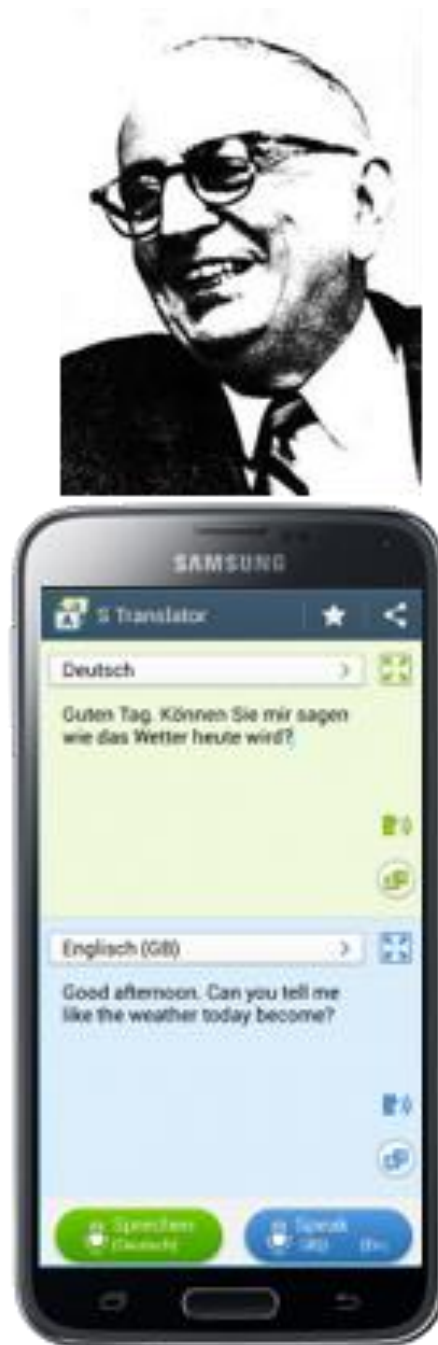 SAMSUNG
S Translator
Deutsch
Guten Tag. Können Sie mir sagen
wie das Wetter heute wird?
Englisch (GB)
Good afternoon. Can you tell me
like the weather today become?
Sprechen
(Deutsch)
Speak